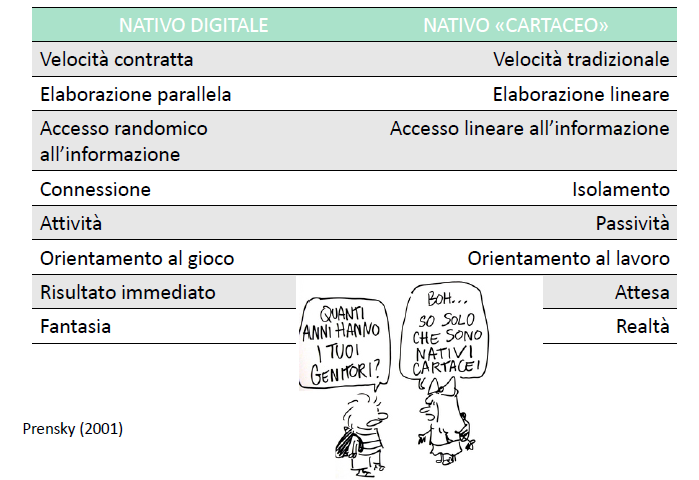 NATIVO DIGITALE NATIVO «CARTACEO»
Velocità contratta Velocità tradizionale
Elaborazione parallela Elaborazione lineare
Accesso randomico Accesso lineare all'informazione
all'informazione
Connessione Isolamento
Attività Passività
Orientamento al gioco Orientamento al lavoro
Risultato immediato Attesa
Fantasia Realtà
QUANTI
ANNI HANNO
I TUOI
GENITORI?
BOH...
SO SOLO
CHE SONO
NATIVI
CARTACEI
Prensky (2001)